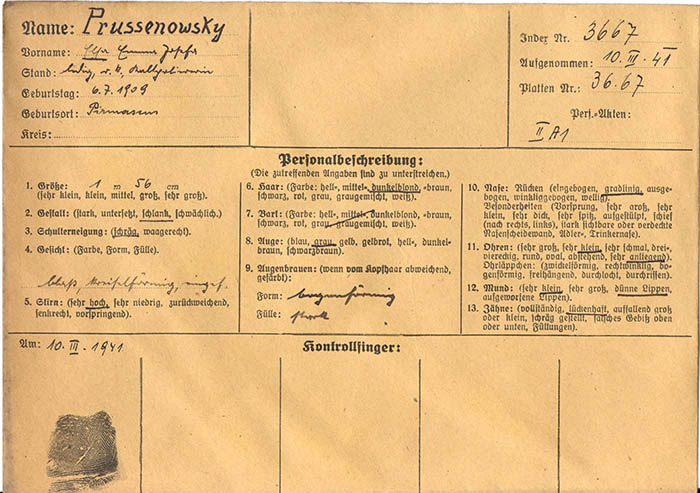 Name: Prussenowsky
Vorname: Elsa Emma Josefa
Stand: ledig, r. k.
Geburtstag: 6.7.1909
Geburtsort: Pirmasens
Kreis:
Index Nr. 3667
Aufgenommen: 10. III. 41
Platten Nr.: 36.67
Pers.-Akten:
II A1
Personalbeschreibung:
(Die zutreffenden Angaben sind zu unterstreichen.)
1. Größe: 1 m 56 cm
(sehr klein, klein, mittel, groß, sehr groß).
2. Gestalt: (stark, untersetzt, schlank, schwächlich.)
3. Schulterneigung: (schräg, waagerecht).
4. Gesicht: (Farbe, Form, Fülle).
blaß, kreiselförmig, eingef.
5. Stirn: (sehr hoch, sehr niedrig, zurückweichend,
senkrecht, vorspringend).
6. Haar: (Farbe: hell-, mittel-, dunkelblond, -braun,
schwarz, rot, grau, graugemischt, weiß).
7. Bart: (Farbe: hell-, mittel-, dunkelblond, -braun,
schwarz, rot, grau, graugemischt, weiß).
8. Auge: (blau, grau, gelb, gelbrot, hell-, dunkel-
braun, schwarzbraun).
9. Augenbrauen: (wenn vom Kopfhaar abweichend,
gefärbt):
Form: bogenförmig
Fülle: stark
10. Nase: Rücken (eingebogen, gradlinig, ausge-
bogen, winkliggebogen, wellig).
Besonderheiten (Vorsprung, sehr groß, sehr
klein, sehr dick, sehr spitz, aufgestülpt, schief
(nach rechts, links), stark sichtbare oder verdeckte
Nasenscheidewand, Adler-, Trinkernase).
11. Ohren: (sehr groß, sehr klein, sehr schmal, drei-
viereckig, rund, oval, abstehend, sehr anliegend).
Ohrläppchen: (zwickelförmig, rechtwinklig, bo-
genförmig, freihängend, durchlocht, durchrissen).
12. Mund: (sehr klein, sehr groß, dünne Lippen,
aufgeworfene Lippen).
13. Zähne: (vollständig, lückenhaft, auffallend groß
oder klein, schräg gestellt, falsches Gebiß oben
oder unten, Füllungen).
Am: 10. III. 1941
Kontrollfinger: